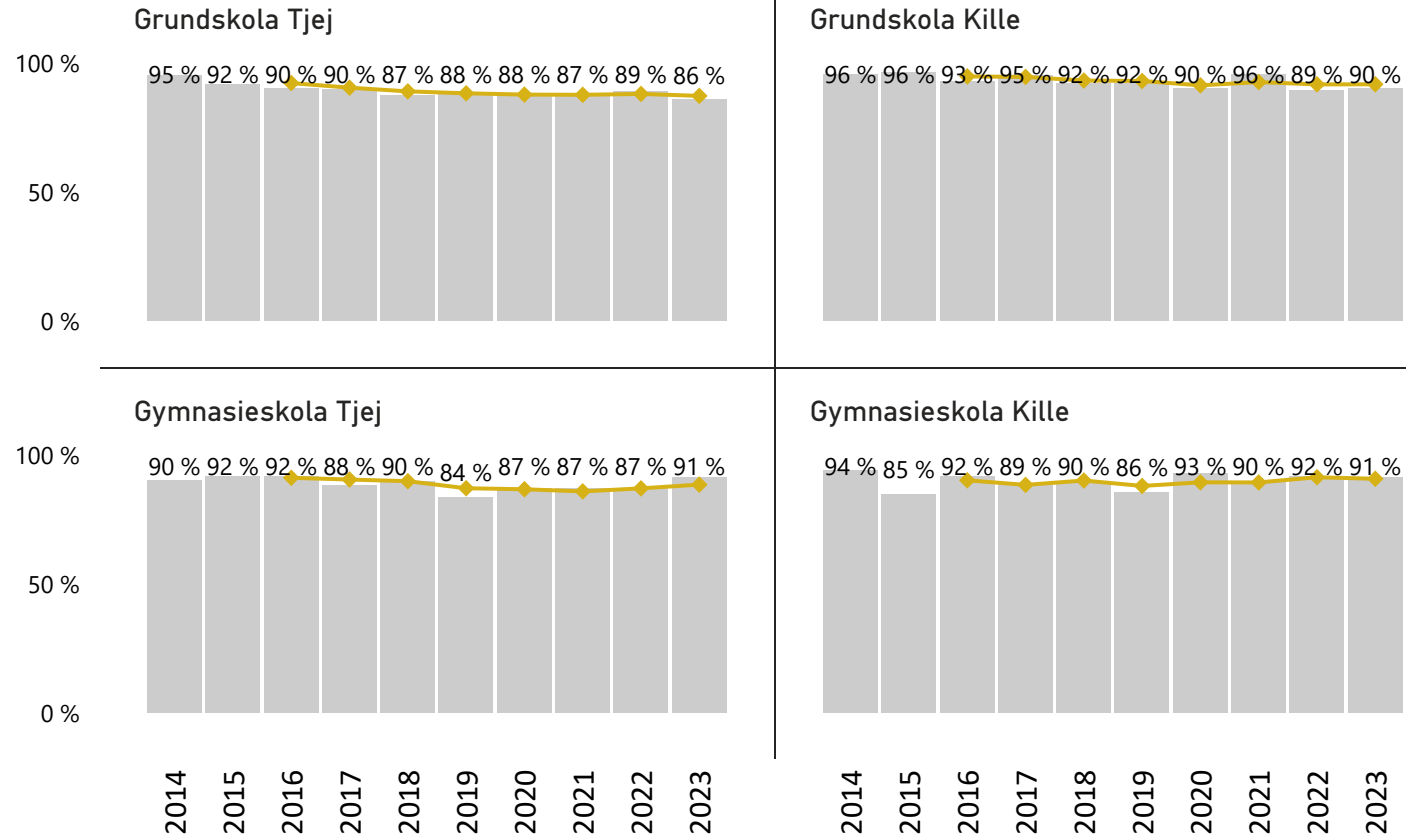 Grundskola Tjej
100 %
95 % 92 % 90 % 90 % 87 % 88 % 88 % 87 % 89 % 86 %
50 %
0 %
Grundskola Kille
96 % 96 % 93 % 95 % 92 % 92 % 90 % 96 % 89 % 90 %
Gymnasieskola Tjej
100 %
90 % 92 % 92 % 88 % 90 % 84 % 87 % 87 % 87 % 91 %
50 %
0 %
2014 2015 2016 2017 2018 2019 2020 2021 2022 2023
Gymnasieskola Kille
94 % 85 % 92 % 89 % 90 % 86 % 93 % 90 % 92 % 91 %
2014 2015 2016 2017 2018 2019 2020 2021 2022 2023